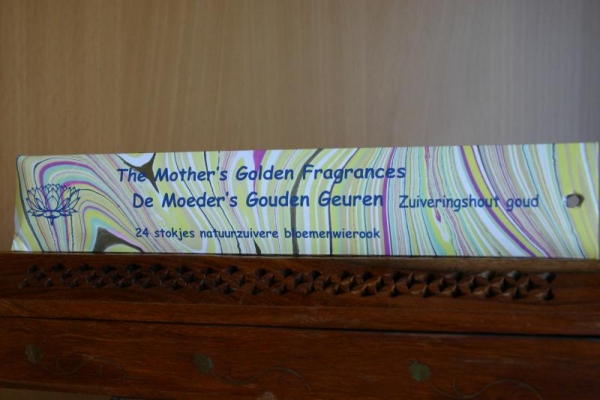 The Mother's Golden Fragrances
De Moeder's Gouden Geuren Zuiveringshout goud
24 stokjes natuurzuivere bloemenwierook